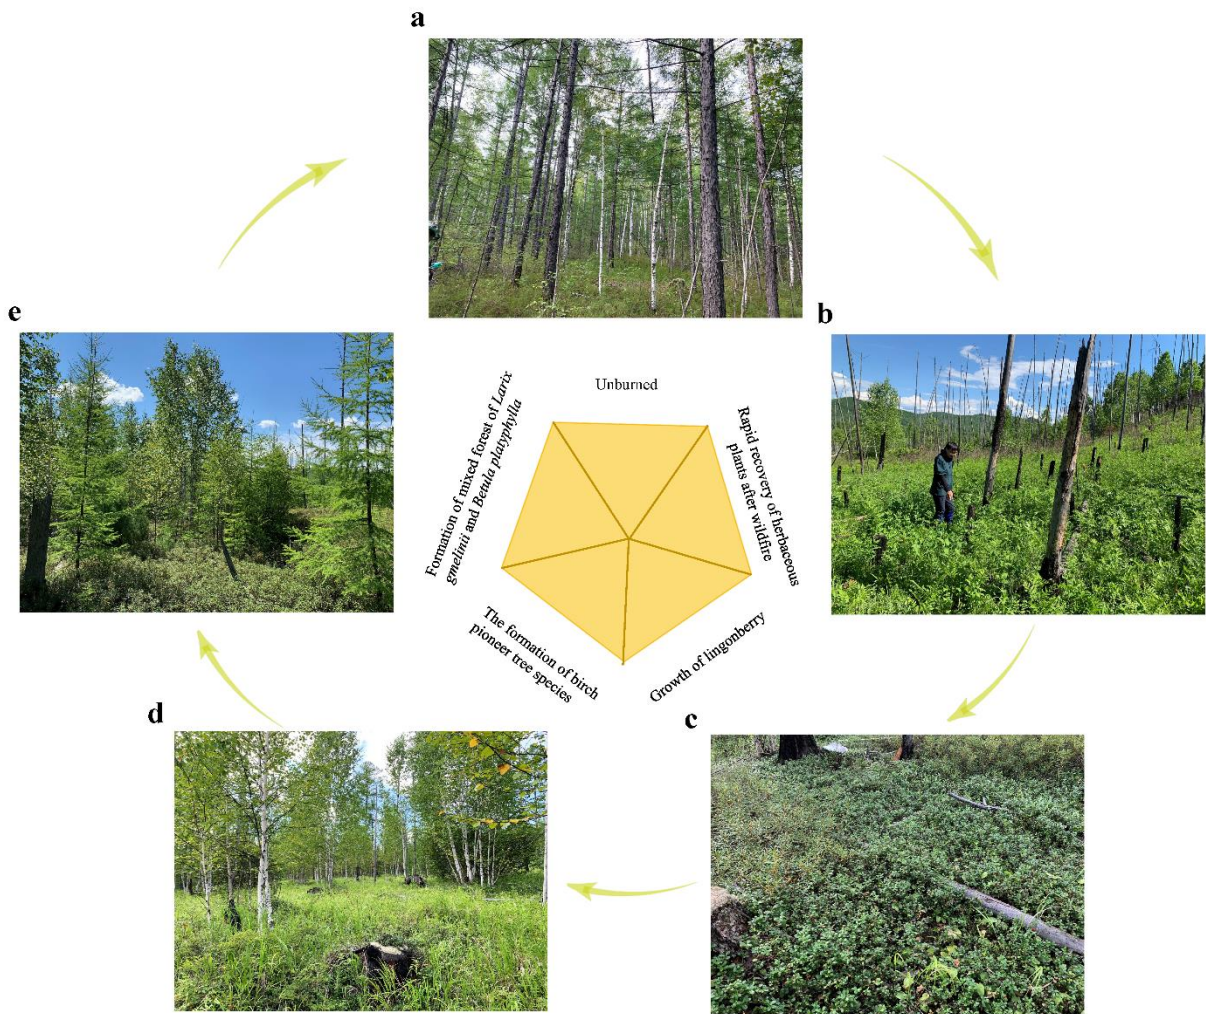 a
Unburned
b
Rapid recovery of herbaceous
plants after wildfire
c
Growth of lingonberry
d
The formation of birch
pioneer tree species
e
Formation of mixed forest of Larix
gmelinii and Betula platyphylla